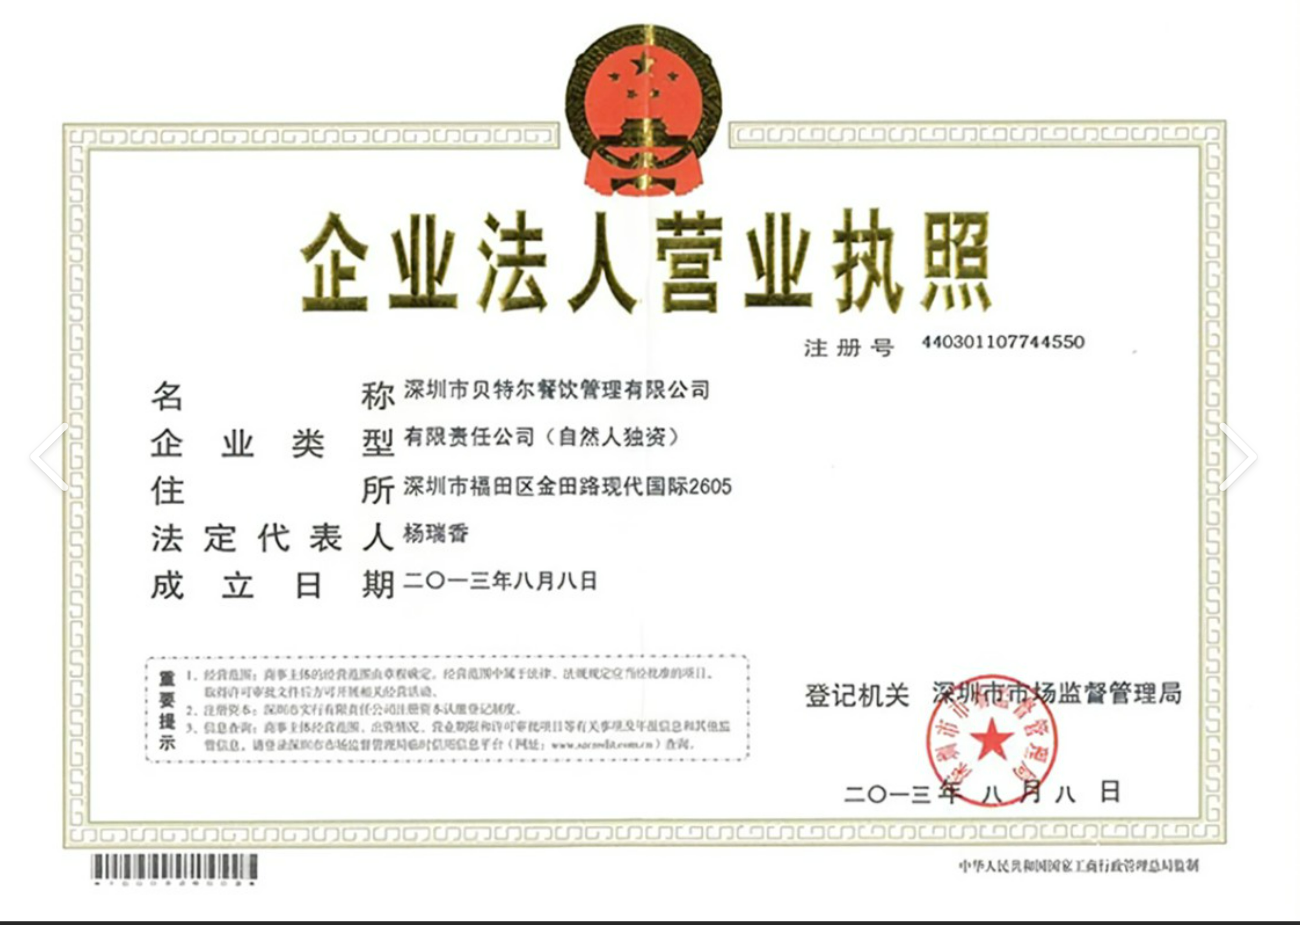 企业法人营业执照
注册号 440301107744550
名称 深圳市贝特尔餐饮管理有限公司
企业类型 有限责任公司（自然人独资）
住所 深圳市福田区金田路现代国际2605
法定代表人 杨瑞香
成立日期 二〇一三年八月八日
重要提示
1、经营范围：商事主体的经营范围由章程确定。经营范围中属于法律、法规规定应当经批准的项目，
取得许可审批文件后方可开展相关经营活动。
2、注册资本：深圳市实行有限责任公司注册资本认缴登记制度。
3、信息查询：商事主体经营范围、出资情况、营业期限和许可审批项目等有关事项及年报信息和其他监
管信息，请登录深圳市市场监督管理局临时信用信息平台（网址：www.szcredit.com.cn）查询。
登记机关 深圳市市场监督管理局
深圳市市场监督管理局
二〇一三年八月八日
中华人民共和国国家工商行政管理总局监制